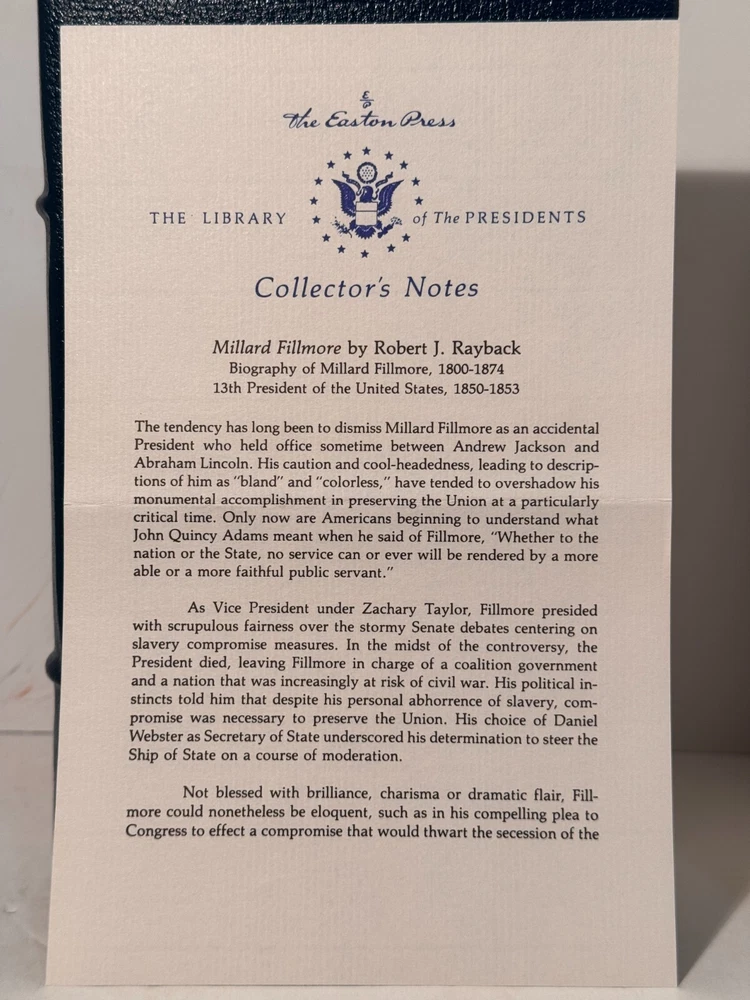 E
P
The Easton Press
THE LIBRARY of The PRESIDENTS
Collector's Notes
Millard Fillmore by Robert J. Rayback
Biography of Millard Fillmore, 1800-1874
13th President of the United States, 1850-1853
The tendency has long been to dismiss Millard Fillmore as an accidental
President who held office sometime between Andrew Jackson and
Abraham Lincoln. His caution and cool-headedness, leading to descrip-
tions of him as "bland" and "colorless," have tended to overshadow his
monumental accomplishment in preserving the Union at a particularly
critical time. Only now are Americans beginning to understand what
John Quincy Adams meant when he said of Fillmore, "Whether to the
nation or the State, no service can or ever will be rendered by a more
able or a more faithful public servant."
As Vice President under Zachary Taylor, Fillmore presided
with scrupulous fairness over the stormy Senate debates centering on
slavery compromise measures. In the midst of the controversy, the
President died, leaving Fillmore in charge of a coalition government
and a nation that was increasingly at risk of civil war. His political in-
stincts told him that despite his personal abhorrence of slavery, com-
promise was necessary to preserve the Union. His choice of Daniel
Webster as Secretary of State underscored his determination to steer the
Ship of State on a course of moderation.
Not blessed with brilliance, charisma or dramatic flair, Fill-
more could nonetheless be eloquent, such as in his compelling plea to
Congress to effect a compromise that would thwart the secession of the